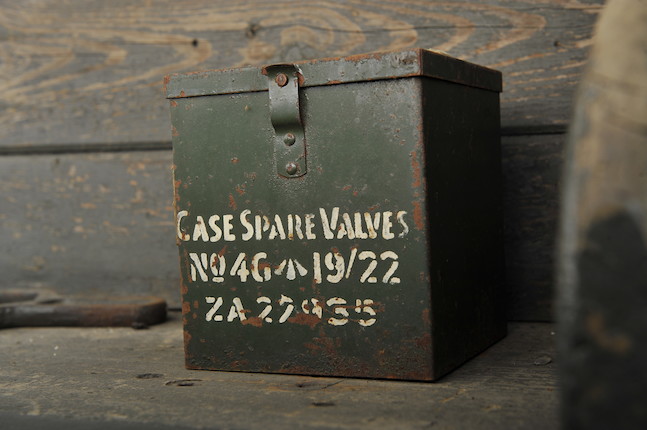 CASE SPARE VALVES
Nº 46 ↑ 19/22
ZA 22935